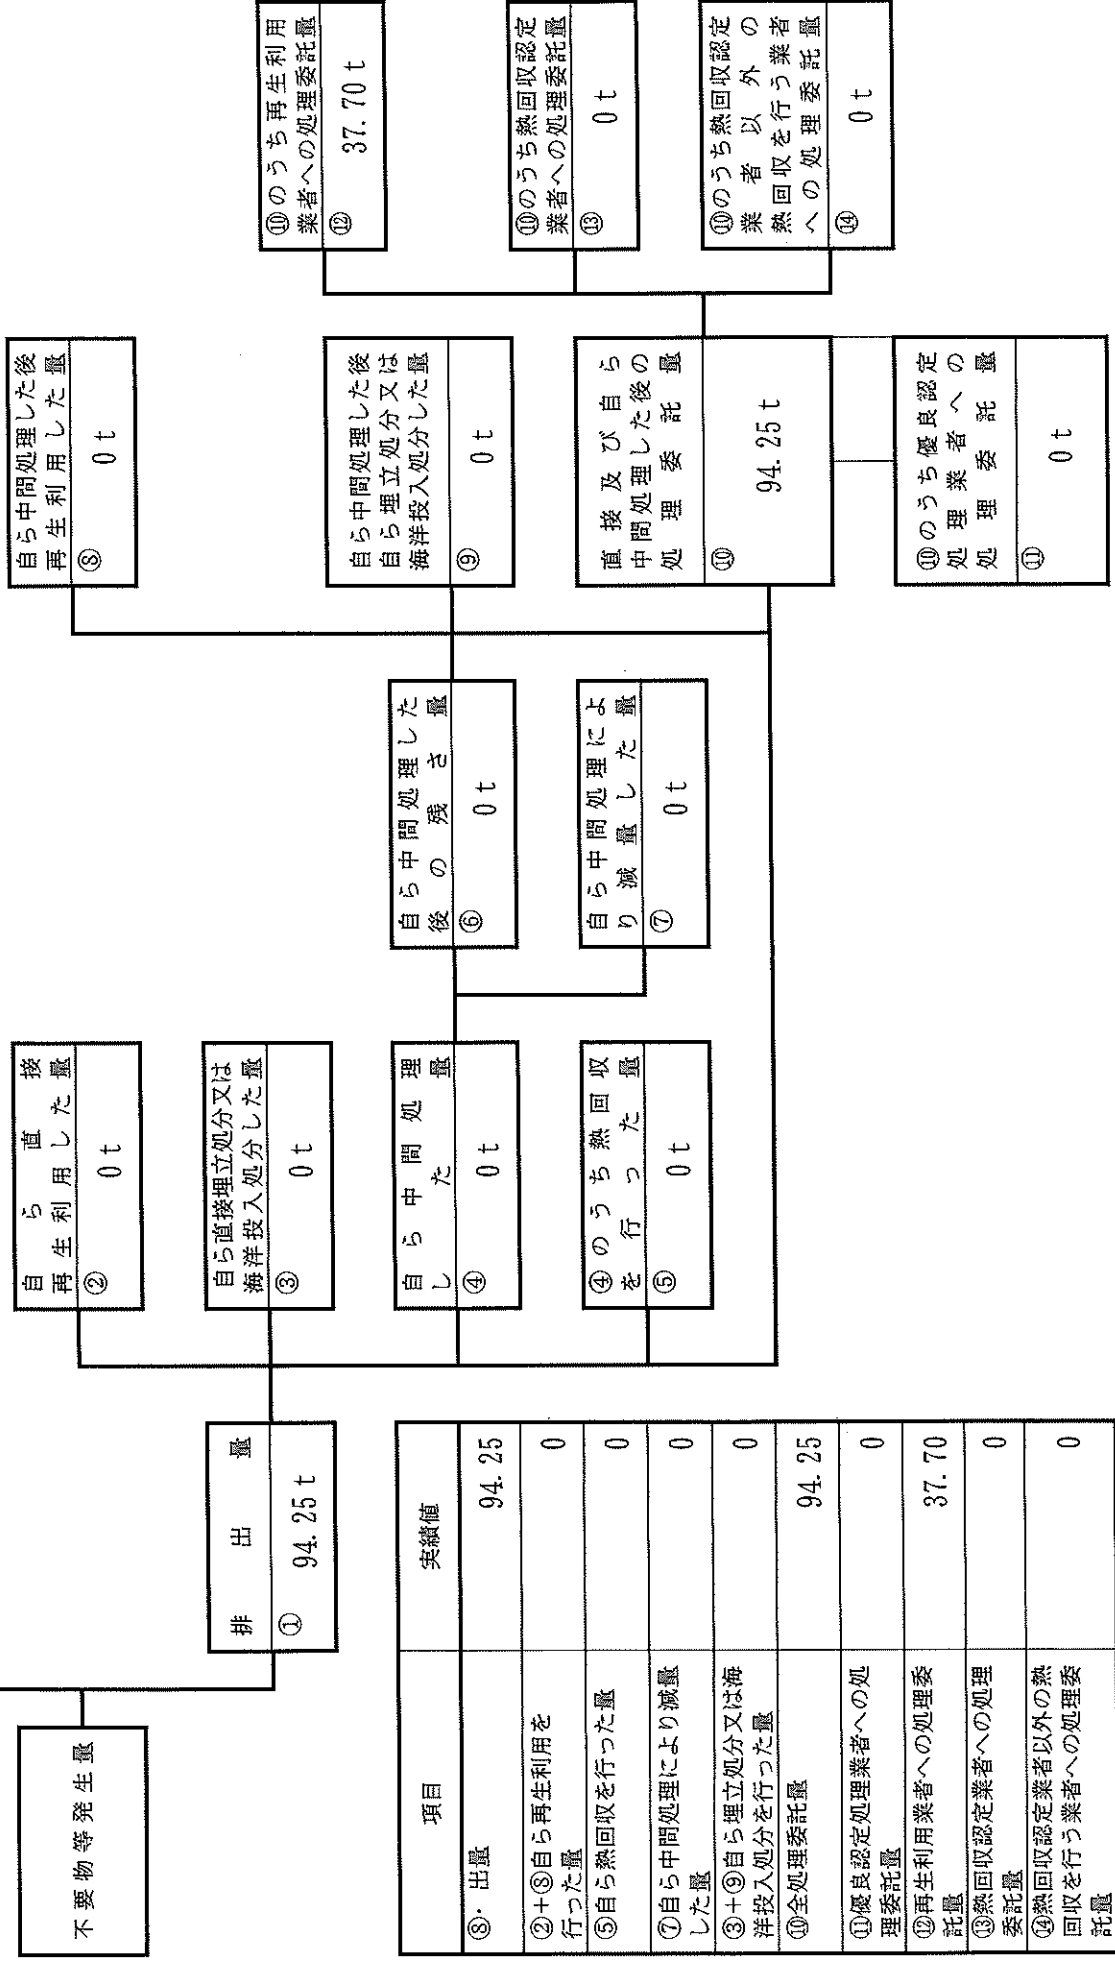 不要物等発生量
排出量
①
94.25t
自ら直接
再生利用した量
②
0t
自ら直接埋立処分又は
海洋投入処分した量
③
0t
自ら中間処理
した量
④
0t
④のうち熱回収
を行った量
⑤
0t
自ら中間処理した
後の残さ量
⑥
0t
自ら中間処理によ
り減量した量
⑦
0t
自ら中間処理した後
再生利用した量
⑧
0t
自ら中間処理した後
自ら埋立処分又は
海洋投入処分した量
⑨
0t
直接及び自ら
中間処理した後の
処理委託量
⑩
94.25t
⑩のうち優良認定
処理業者への
処理委託量
⑪
0t
⑩のうち再生利用
業者への処理委託量
⑫
37.70t
⑩のうち熱回収認定
業者への処理委託量
⑬
0t
⑩のうち熱回収認定
業者以外の
熱回収を行う業者
への処理委託量
⑭
0t
項目 実績値
⑧・出量 94.25
②+⑧自ら再生利用を
行った量 0
⑤自ら熱回収を行った量 0
⑦自ら中間処理により減量
した量 0
③+⑨自ら埋立処分又は海
洋投入処分を行った量 0
⑩全処理委託量 94.25
⑪優良認定処理業者への処
理委託量 0
⑫再生利用業者への処理委
託量 37.70
⑬熱回収認定業者への処理
委託量 0
⑭熱回収認定業者以外の熱
回収を行う業者への処理委
託量 0